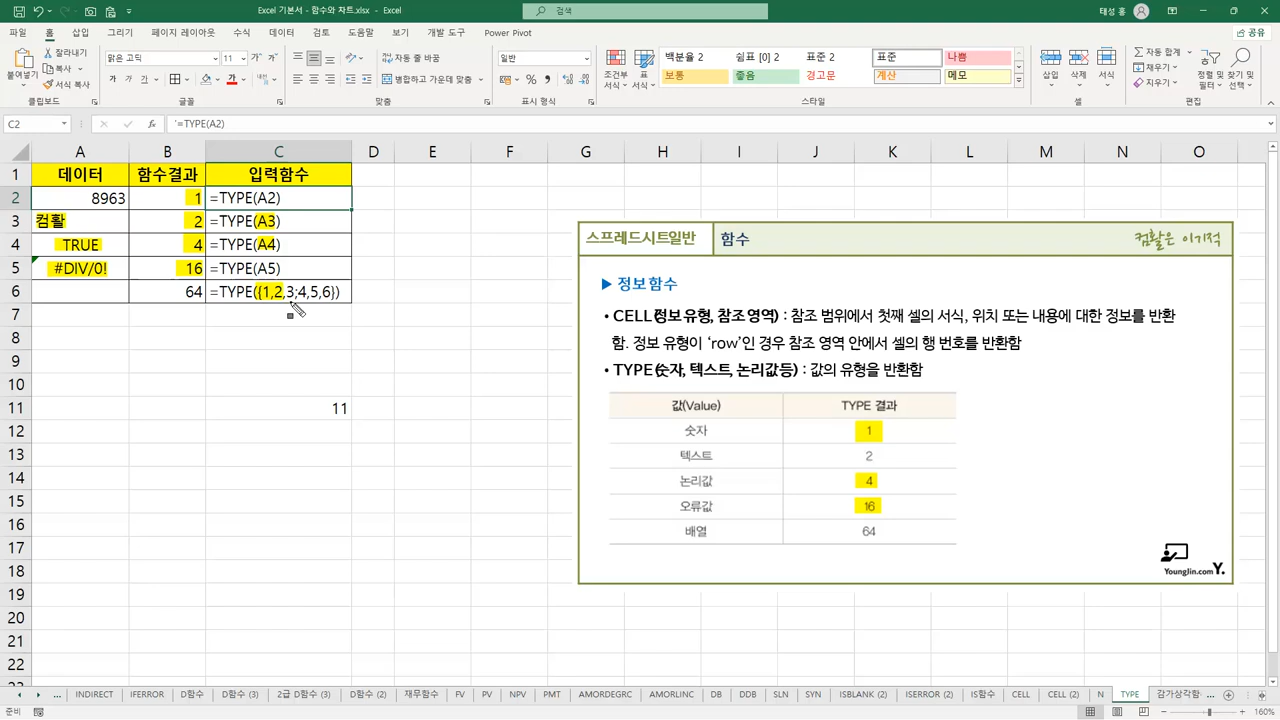 Excel 기본서 - 함수와 차트.xlsx - Excel
검색
태성 홍
파일 홈 삽입 그리기 페이지 레이아웃 수식 데이터 검토 보기 개발 도구 도움말 Power Pivot
공유
붙여넣기
잘라내기
복사
서식 복사
클립보드
맑은 고딕 11
가 가 가
글꼴
자동 줄 바꿈
병합하고 가운데 맞춤
맞춤
일반
표시 형식
조건부 서식
표 서식
백분율 2 쉼표 [0] 2 표준 2 표준 나쁨
보통 좋음 경고문 계산 메모
스타일
삽입 삭제 서식
셀
자동 합계
채우기
지우기
정렬 및 필터
찾기 및 선택
편집
C2 fx '=TYPE(A2)
A B C D E F G H I J K L M N O
1 데이터 함수결과 입력함수
2 8963 1 =TYPE(A2)
3 컴활 2 =TYPE(A3)
4 TRUE 4 =TYPE(A4)
5 #DIV/0! 16 =TYPE(A5)
6 64 =TYPE({1,2,3;4,5,6})
7
8
9
10
11 11
12
13
14
15
16
17
18
19
20
21
22
스프레드시트일반 함수 컴활은 이기적
▶ 정보 함수
• CELL(정보 유형, 참조 영역) : 참조 범위에서 첫째 셀의 서식, 위치 또는 내용에 대한 정보를 반환
함. 정보 유형이 ‘row’인 경우 참조 영역 안에서 셀의 행 번호를 반환함
• TYPE(숫자, 텍스트, 논리값등) : 값의 유형을 반환함
값(Value) TYPE 결과
숫자 1
텍스트 2
논리값 4
오류값 16
배열 64
YoungJin.com Y.
... INDIRECT IFERROR D함수 D함수 (3) 2급 D함수 (3) D함수 (2) 재무함수 FV PV NPV PMT AMORDEGRC AMORLINC DB DDB SLN SYN ISBLANK (2) ISERROR (2) IS함수 CELL CELL (2) N TYPE 감가상각함 ...
준비
160%